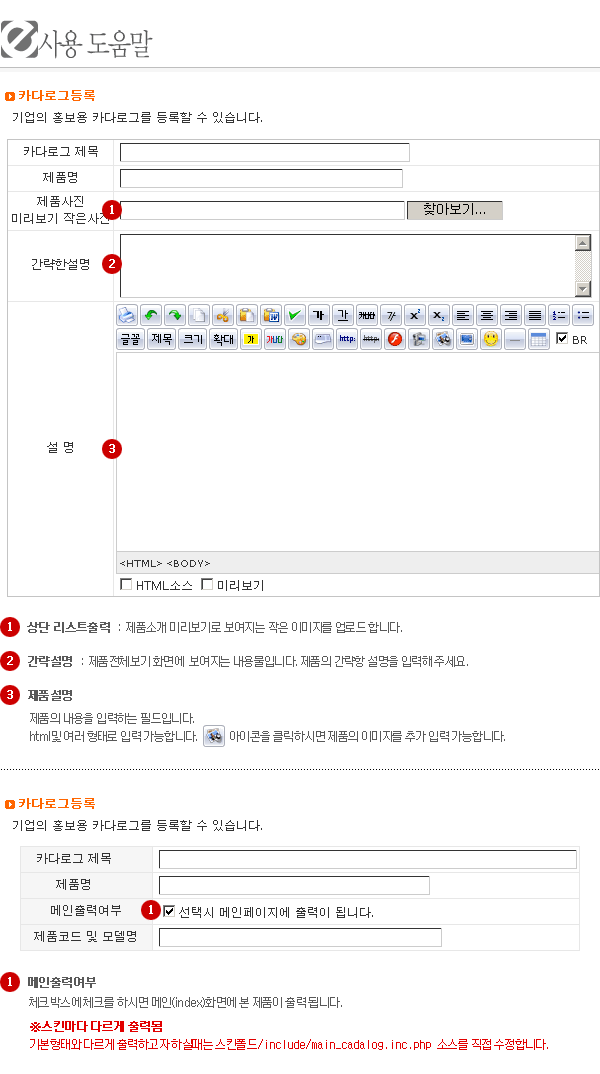 사용 도움말
카다로그등록
기업의 홍보용 카다로그를 등록할 수 있습니다.
카다로그 제목
제품명
제품사진
미리보기 작은사진
1
찾아보기...
간략한설명
2
가 가 가나다 가 x² x₂
글꼴 제목 크기 확대 가 가나다 http: http: BR
설 명
3
<HTML> <BODY>
HTML소스 미리보기
1 상단 리스트출력 : 제품소개 미리보기로 보여지는 작은 이미지를 업로드 합니다.
2 간략설명 : 제품전체보기 화면에 보여지는 내용물입니다. 제품의 간략항 설명을 입력해 주세요.
3 제품설명
제품의 내용을 입력하는 필드입니다.
html및 여러 형태로 입력 가능합니다. 아이콘을 클릭하시면 제품의 이미지를 추가 입력 가능합니다.
카다로그등록
기업의 홍보용 카다로그를 등록할 수 있습니다.
카다로그 제목
제품명
메인출력여부 1 선택시 메인페이지에 출력이 됩니다.
제품코드 및 모델명
1 메인출력여부
체크박스에 체크를 하시면 메인(index)화면에 본 제품이 출력됩니다.
※스킨마다 다르게 출력됨
기본형태와 다르게 출력하고자 하실때는 스킨폴드/include/main_cadalog.inc.php 소스를 직접 수정합니다.